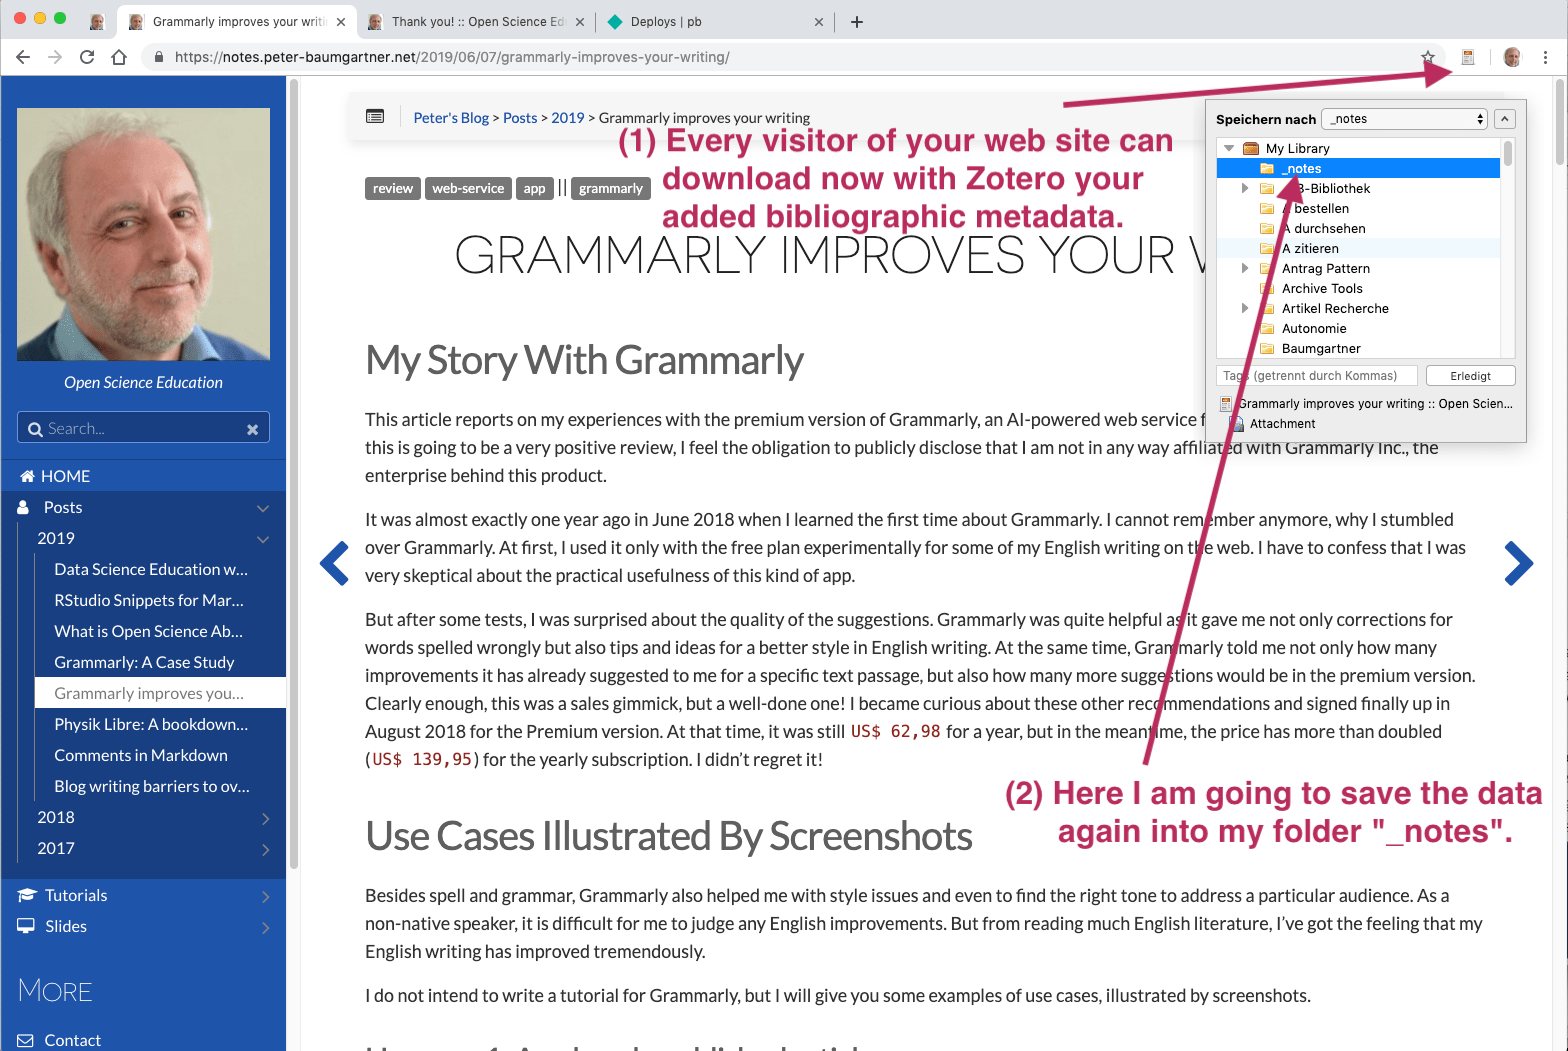 Grammarly improves your writin
Thank you! :: Open Science Ed
Deploys | pb
https://notes.peter-baumgartner.net/2019/06/07/grammarly-improves-your-writing/
Open Science Education
Search...
HOME
Posts
2019
Data Science Education w...
RStudio Snippets for Mar...
What is Open Science Ab...
Grammarly: A Case Study
Grammarly improves you...
Physik Libre: A bookdown...
Comments in Markdown
Blog writing barriers to ov...
2018
2017
Tutorials
Slides
MORE
Contact
Peter's Blog > Posts > 2019 > Grammarly improves your writing
(1) Every visitor of your web site can
download now with Zotero your
added bibliographic metadata.
review web-service app || grammarly
GRAMMARLY IMPROVES YOUR W
Speichern nach _notes
My Library
_notes
B-Bibliothek
A bestellen
A durchsehen
A zitieren
Antrag Pattern
Archive Tools
Artikel Recherche
Autonomie
Baumgartner
Tags (getrennt durch Kommas) Erledigt
Grammarly improves your writing :: Open Scien...
Attachment
My Story With Grammarly
This article reports on my experiences with the premium version of Grammarly, an AI-powered web service f
this is going to be a very positive review, I feel the obligation to publicly disclose that I am not in any way affiliated with Grammarly Inc., the
enterprise behind this product.
It was almost exactly one year ago in June 2018 when I learned the first time about Grammarly. I cannot remember anymore, why I stumbled
over Grammarly. At first, I used it only with the free plan experimentally for some of my English writing on the web. I have to confess that I was
very skeptical about the practical usefulness of this kind of app.
But after some tests, I was surprised about the quality of the suggestions. Grammarly was quite helpful as it gave me not only corrections for
words spelled wrongly but also tips and ideas for a better style in English writing. At the same time, Grammarly told me not only how many
improvements it has already suggested to me for a specific text passage, but also how many more suggestions would be in the premium version.
Clearly enough, this was a sales gimmick, but a well-done one! I became curious about these other recommendations and signed finally up in
August 2018 for the Premium version. At that time, it was still US$ 62,98 for a year, but in the meantime, the price has more than doubled
(US$ 139,95) for the yearly subscription. I didn't regret it!
(2) Here I am going to save the data
again into my folder "_notes".
Use Cases Illustrated By Screenshots
Besides spell and grammar, Grammarly also helped me with style issues and even to find the right tone to address a particular audience. As a
non-native speaker, it is difficult for me to judge any English improvements. But from reading much English literature, I've got the feeling that my
English writing has improved tremendously.
I do not intend to write a tutorial for Grammarly, but I will give you some examples of use cases, illustrated by screenshots.